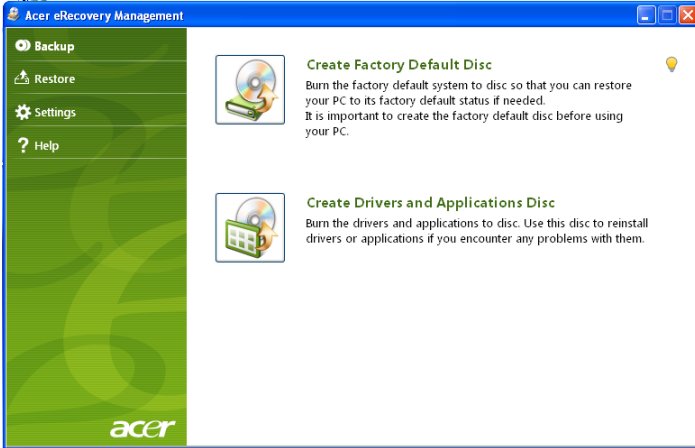 Acer eRecovery Management
Backup
Restore
Settings
? Help
Create Factory Default Disc
Burn the factory default system to disc so that you can restore
your PC to its factory default status if needed.
It is important to create the factory default disc before using
your PC.
Create Drivers and Applications Disc
Burn the drivers and applications to disc. Use this disc to reinstall
drivers or applications if you encounter any problems with them.
acer